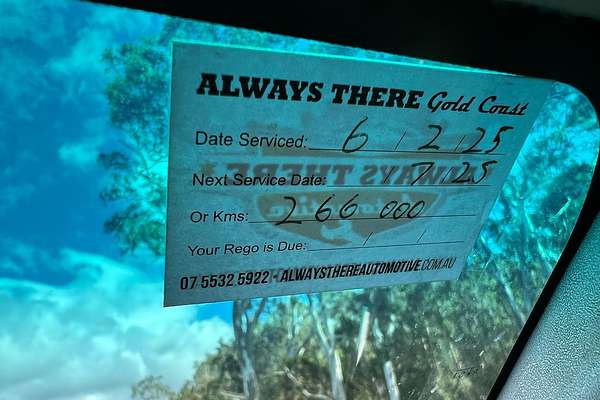 ALWAYS THERE Gold Coast
Date Serviced: 6 / 2 / 25
Next Service Date: 7 25
Or Kms: 266 000
Your Rego is Due: / /
07 5532 5922 - ALWAYSTHEREAUTOMOTIVE.COM.AU